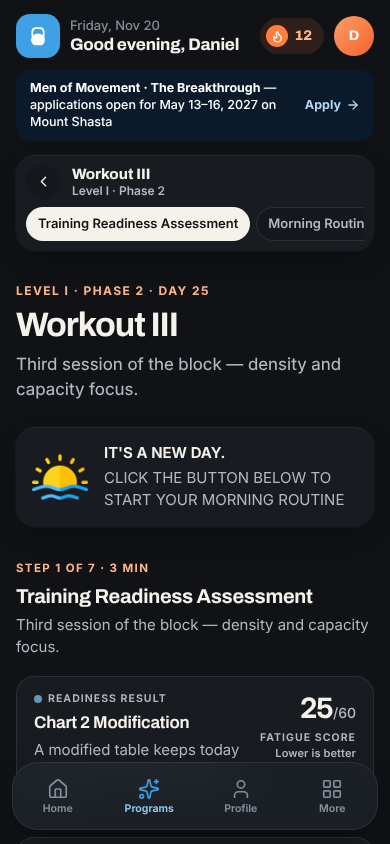 Friday, Nov 20
Good evening, Daniel
12
D
Men of Movement · The Breakthrough —
applications open for May 13–16, 2027 on
Mount Shasta
Apply →
Workout III
Level I · Phase 2
Training Readiness Assessment
Morning Routin
LEVEL I · PHASE 2 · DAY 25
Workout III
Third session of the block — density and
capacity focus.
IT'S A NEW DAY.
CLICK THE BUTTON BELOW TO
START YOUR MORNING ROUTINE
STEP 1 OF 7 · 3 MIN
Training Readiness Assessment
Third session of the block — density and capacity
focus.
READINESS RESULT
25/60
Chart 2 Modification
FATIGUE SCORE
A modified table keeps today
Lower is better
Home
Programs
Profile
More